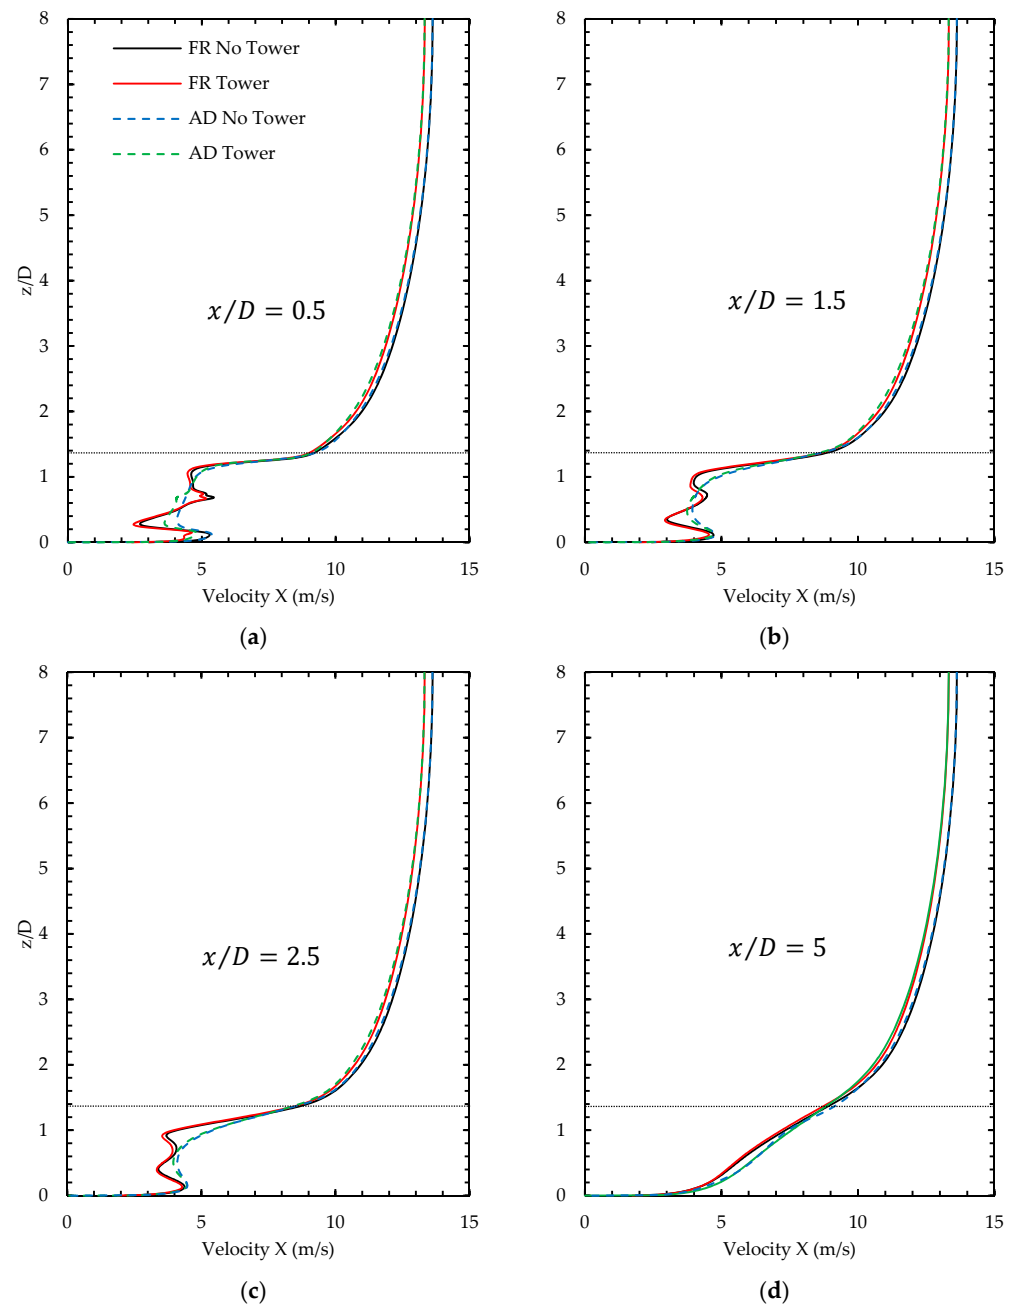 8
7
6
5
4
3
2
1
0
z/D
FR No Tower
FR Tower
AD No Tower
AD Tower
x/D = 0.5
0 5 10 15
Velocity X (m/s)
(a)
8
7
6
5
4
3
2
1
0
x/D = 1.5
0 5 10 15
Velocity X (m/s)
(b)
8
7
6
5
4
3
2
1
0
z/D
x/D = 2.5
0 5 10 15
Velocity X (m/s)
(c)
8
7
6
5
4
3
2
1
0
x/D = 5
0 5 10 15
Velocity X (m/s)
(d)